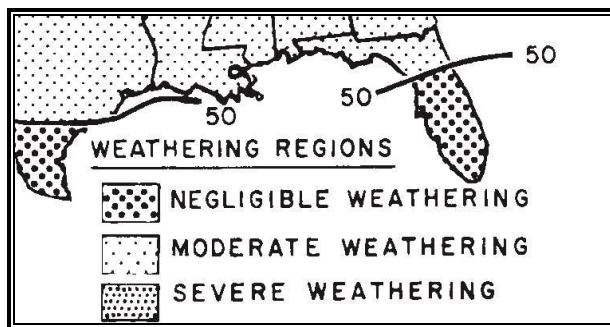 50
50
50
WEATHERING REGIONS
NEGLIGIBLE WEATHERING
MODERATE WEATHERING
SEVERE WEATHERING